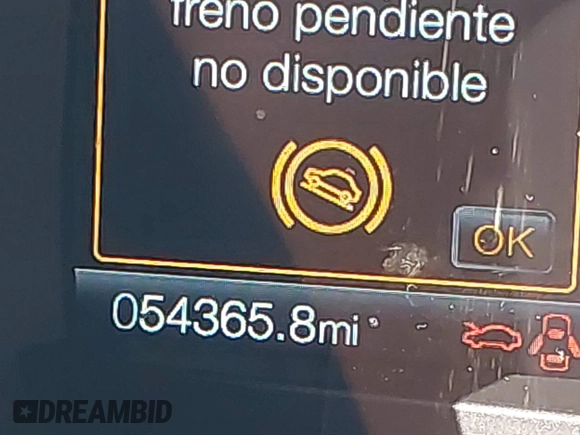 freno pendiente
no disponible
OK
054365.8mi
DREAMBID